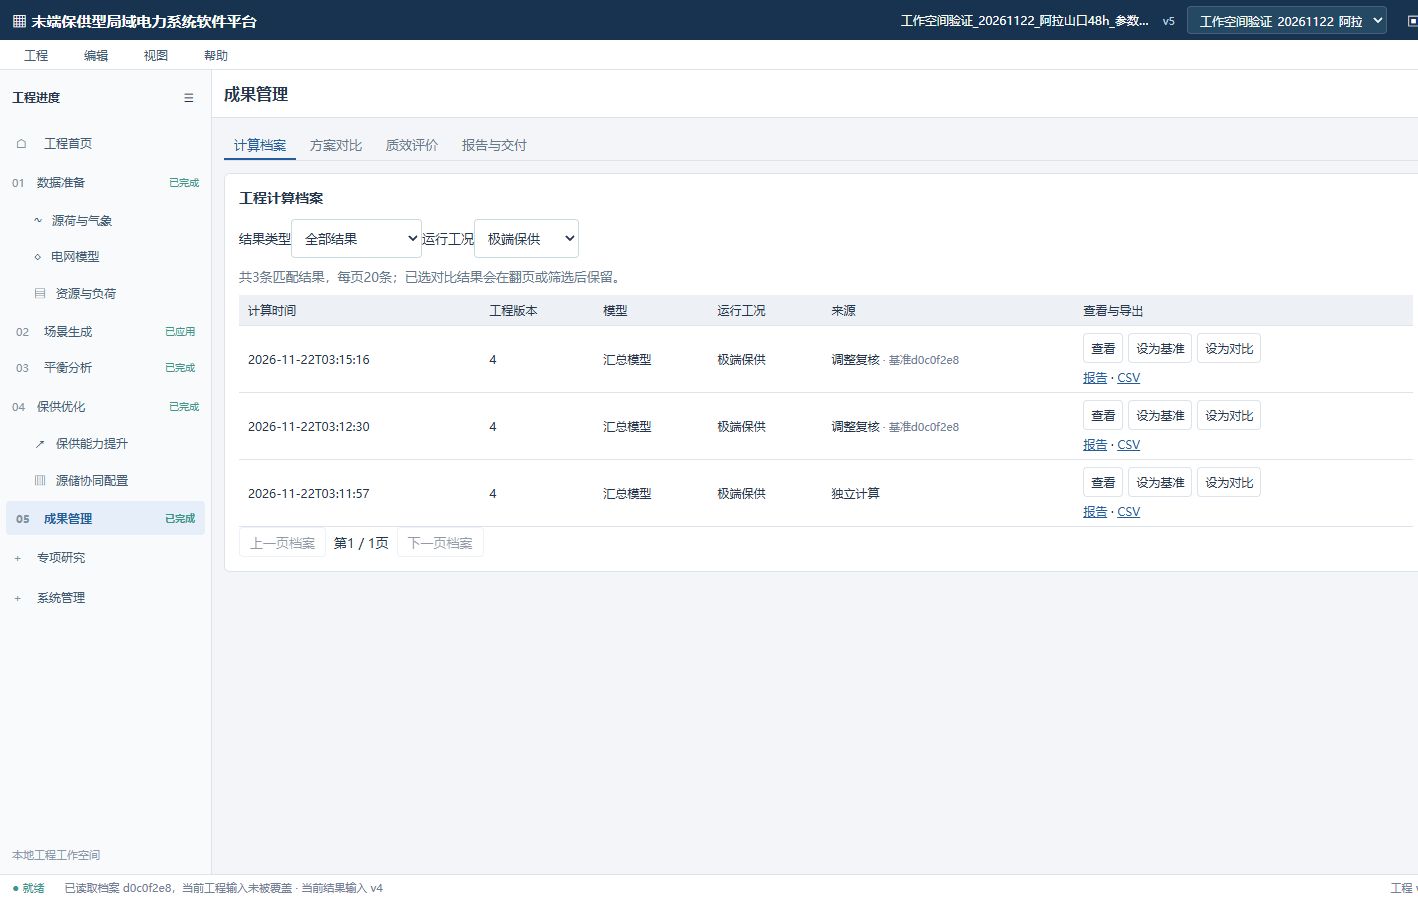 末端保供型局域电力系统软件平台
工作空间验证_20261122_阿拉山口48h_参数... v5 工作空间验证_20261122_阿拉
工程 编辑 视图 帮助
工程进度
工程首页
01 数据准备 已完成
源荷与气象
电网模型
资源与负荷
02 场景生成 已应用
03 平衡分析 已完成
04 保供优化 已完成
保供能力提升
源储协同配置
05 成果管理 已完成
+ 专项研究
+ 系统管理
本地工程工作空间
成果管理
计算档案 方案对比 质效评价 报告与交付
工程计算档案
结果类型 全部结果 运行工况 极端保供
共3条匹配结果，每页20条；已选对比结果会在翻页或筛选后保留。
计算时间 工程版本 模型 运行工况 来源 查看与导出
2026-11-22T03:15:16 4 汇总模型 极端保供 调整复核 · 基准d0c0f2e8 查看 设为基准 设为对比
报告 · CSV
2026-11-22T03:12:30 4 汇总模型 极端保供 调整复核 · 基准d0c0f2e8 查看 设为基准 设为对比
报告 · CSV
2026-11-22T03:11:57 4 汇总模型 极端保供 独立计算 查看 设为基准 设为对比
报告 · CSV
上一页档案 第1 / 1页 下一页档案
就绪 已读取档案 d0c0f2e8，当前工程输入未被覆盖 · 当前结果输入 v4 工程